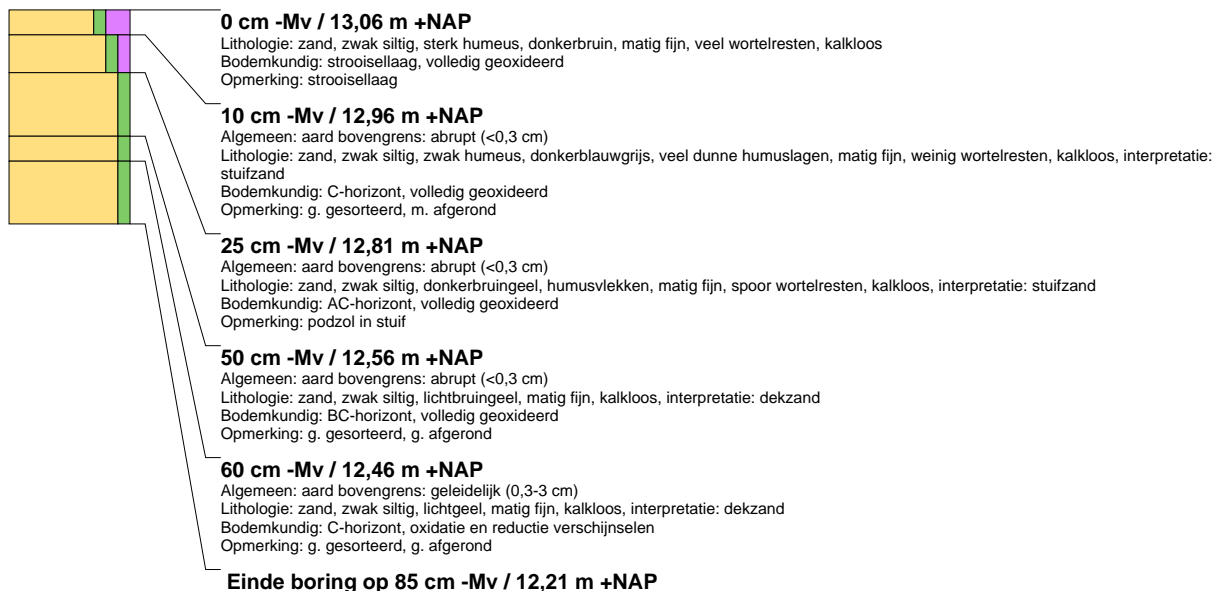 0 cm -Mv / 13,06 m +NAP
Lithologie: zand, zwak siltig, sterk humeus, donkerbruin, matig fijn, veel wortelresten, kalkloos
Bodemkundig: strooisellaag, volledig geoxideerd
Opmerking: strooisellaag
10 cm -Mv / 12,96 m +NAP
Algemeen: aard bovengrens: abrupt (<0,3 cm)
Lithologie: zand, zwak siltig, zwak humeus, donkerblauwgrijs, veel dunne humuslagen, matig fijn, weinig wortelresten, kalkloos, interpretatie:
stuifzand
Bodemkundig: C-horizont, volledig geoxideerd
Opmerking: g. gesorteerd, m. afgerond
25 cm -Mv / 12,81 m +NAP
Algemeen: aard bovengrens: abrupt (<0,3 cm)
Lithologie: zand, zwak siltig, donkerbruingeel, humusvlekken, matig fijn, spoor wortelresten, kalkloos, interpretatie: stuifzand
Bodemkundig: AC-horizont, volledig geoxideerd
Opmerking: podzol in stuif
50 cm -Mv / 12,56 m +NAP
Algemeen: aard bovengrens: abrupt (<0,3 cm)
Lithologie: zand, zwak siltig, lichtbruingeel, matig fijn, kalkloos, interpretatie: dekzand
Bodemkundig: BC-horizont, volledig geoxideerd
Opmerking: g. gesorteerd, g. afgerond
60 cm -Mv / 12,46 m +NAP
Algemeen: aard bovengrens: geleidelijk (0,3-3 cm)
Lithologie: zand, zwak siltig, lichtgeel, matig fijn, kalkloos, interpretatie: dekzand
Bodemkundig: C-horizont, oxidatie en reductie verschijnselen
Opmerking: g. gesorteerd, g. afgerond
Einde boring op 85 cm -Mv / 12,21 m +NAP